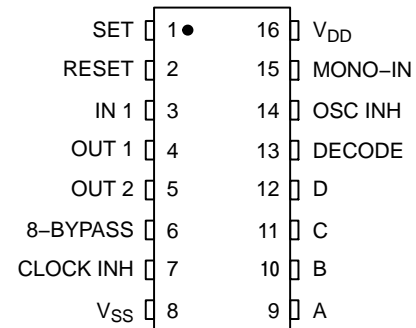 SET 1 16 VDD
RESET 2 15 MONO−IN
IN 1 3 14 OSC INH
OUT 1 4 13 DECODE
OUT 2 5 12 D
8−BYPASS 6 11 C
CLOCK INH 7 10 B
VSS 8 9 A